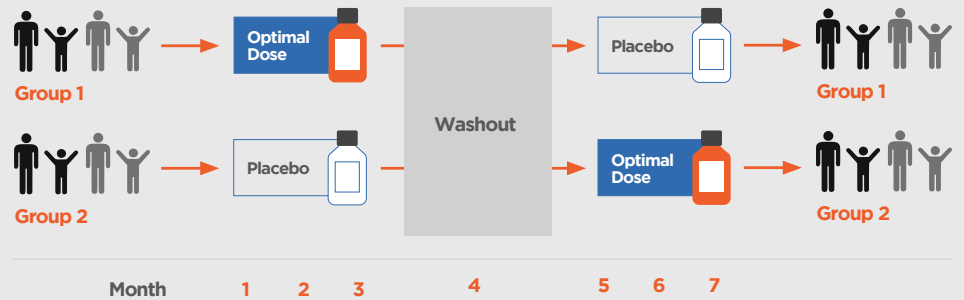 Optimal
Dose
Placebo
Group 1
Group 1
Washout
Placebo
Optimal
Dose
Group 2
Group 2
Month 1 2 3 4 5 6 7